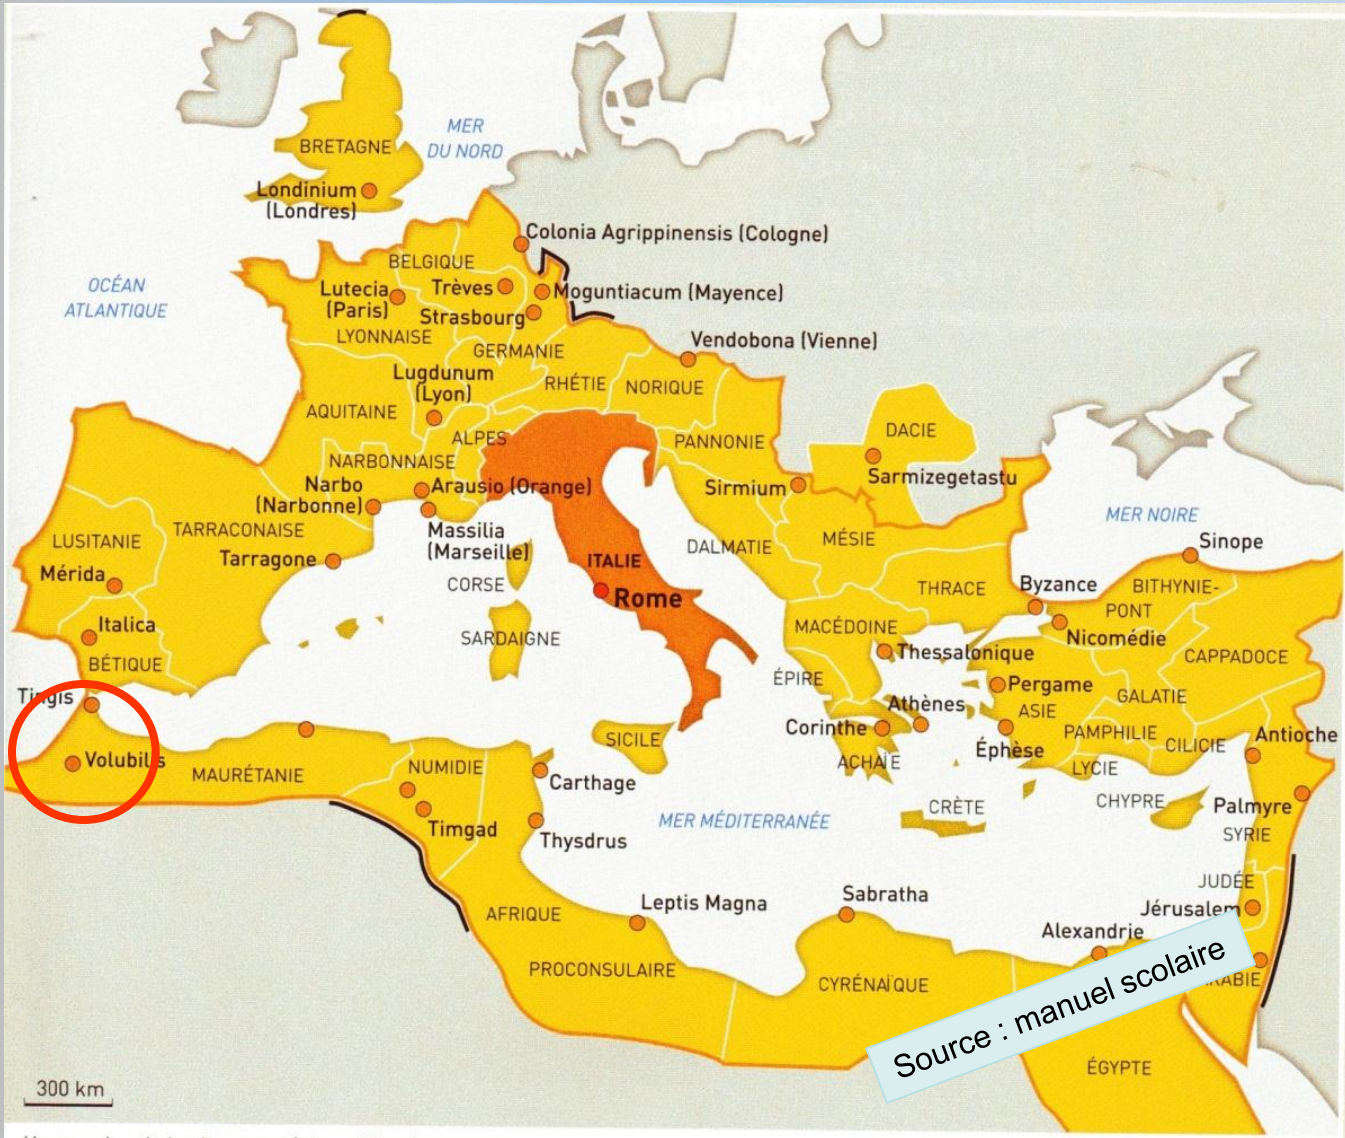 MER
DU NORD
BRETAGNE
Londinium
(Londres)
Colonia Agrippinensis (Cologne)
OCÉAN
ATLANTIQUE
BELGIQUE
Lutecia
(Paris)
Trèves
Moguntiacum (Mayence)
Strasbourg
LYONNAISE
GERMANIE
Vendobona (Vienne)
Lugdunum
(Lyon)
RHÉTIE
NORIQUE
AQUITAINE
ALPES
PANNONIE
DACIE
NARBONNAISE
Sarmizegetastu
Narbo
(Narbonne)
Arausio (Orange)
Sirmium
Massilia
(Marseille)
MER NOIRE
LUSITANIE
TARRACONAISE
Tarragone
DALMATIE
MÉSIE
Sinope
Mérida
CORSE
ITALIE
Rome
THRACE
Byzance
BITHYNIE-
PONT
Italica
SARDAIGNE
MACÉDOINE
Nicomédie
BÉTIQUE
Thessalonique
CAPPADOCE
Tingis
ÉPIRE
Pergame
GALATIE
Athènes
ASIE
Corinthe
SICILE
Éphèse
PAMPHILIE
CILICIE
Antioche
Volubilis
MAURÉTANIE
NUMIDIE
ACHAÏE
LYCIE
Carthage
CRÈTE
CHYPRE
Palmyre
Timgad
MER MÉDITERRANÉE
SYRIE
Thysdrus
JUDÉE
Leptis Magna
Sabratha
Jérusalem
AFRIQUE
PROCONSULAIRE
Alexandrie
CYRÉNAÏQUE
RABIE
Source : manuel scolaire
ÉGYPTE
300 km